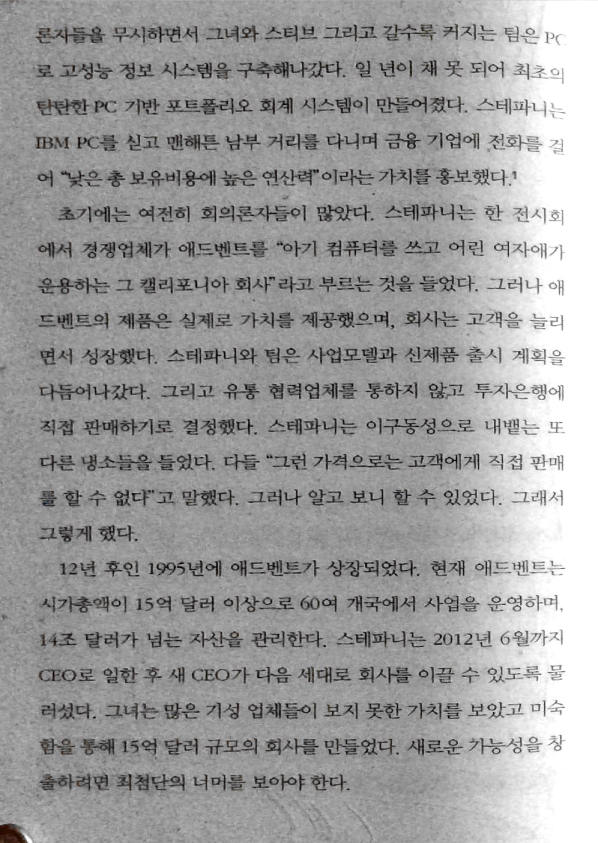 론자들을 무시하면서 그녀와 스티브 그리고 갈수록 커지는 팀은 PC
로 고성능 정보 시스템을 구축해나갔다. 일 년이 채 못 되어 최초의
탄탄한 PC 기반 포트폴리오 회계 시스템이 만들어졌다. 스테파니는
IBM PC를 싣고 맨해튼 남부 거리를 다니며 금융 기업에 전화를 걸
어 “낮은 총 보유비용에 높은 연산력”이라는 가치를 홍보했다.¹
초기에는 여전히 회의론자들이 많았다. 스테파니는 한 전시회
에서 경쟁업체가 애드벤트를 “아기 컴퓨터를 쓰고 어린 여자애가
운용하는 그 캘리포니아 회사”라고 부르는 것을 들었다. 그러나 애
드벤트의 제품은 실제로 가치를 제공했으며, 회사는 고객을 늘리
면서 성장했다. 스테파니와 팀은 사업모델과 신제품 출시 계획을
다듬어나갔다. 그리고 유통 협력업체를 통하지 않고 투자은행에
직접 판매하기로 결정했다. 스테파니는 이구동성으로 내뱉는 또
다른 냉소들을 들었다. 다들 “그런 가격으로는 고객에게 직접 판매
를 할 수 없다”고 말했다. 그러나 알고 보니 할 수 있었다. 그래서
그렇게 했다.
12년 후인 1995년에 애드벤트가 상장되었다. 현재 애드벤트는
시가총액이 15억 달러 이상으로 60여 개국에서 사업을 운영하며,
14조 달러가 넘는 자산을 관리한다. 스테파니는 2012년 6월까지
CEO로 일한 후 새 CEO가 다음 세대로 회사를 이끌 수 있도록 물
러섰다. 그녀는 많은 기성 업체들이 보지 못한 가치를 보았고 미숙
함을 통해 15억 달러 규모의 회사를 만들었다. 새로운 가능성을 창
출하려면 최첨단의 너머를 보아야 한다.